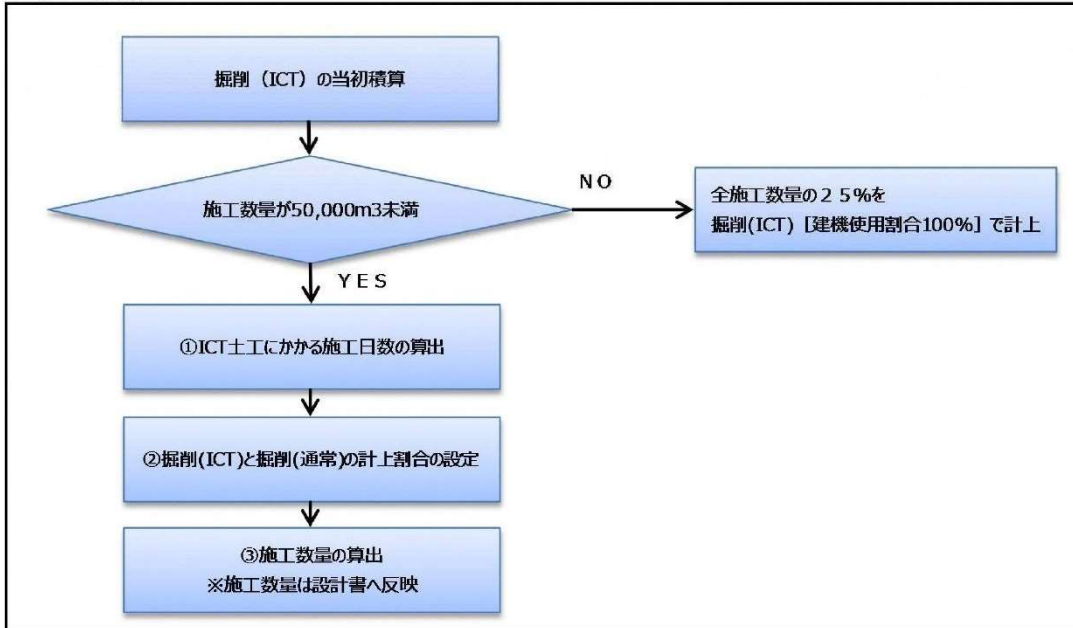 掘削（ICT）の当初積算
施工数量が50,000m3未満
ＮＯ
全施工数量の２５%を
掘削(ICT)［建機使用割合100%］で計上
ＹＥＳ
①ICT土工にかかる施工日数の算出
②掘削(ICT)と掘削(通常)の計上割合の設定
③施工数量の算出
※施工数量は設計書へ反映